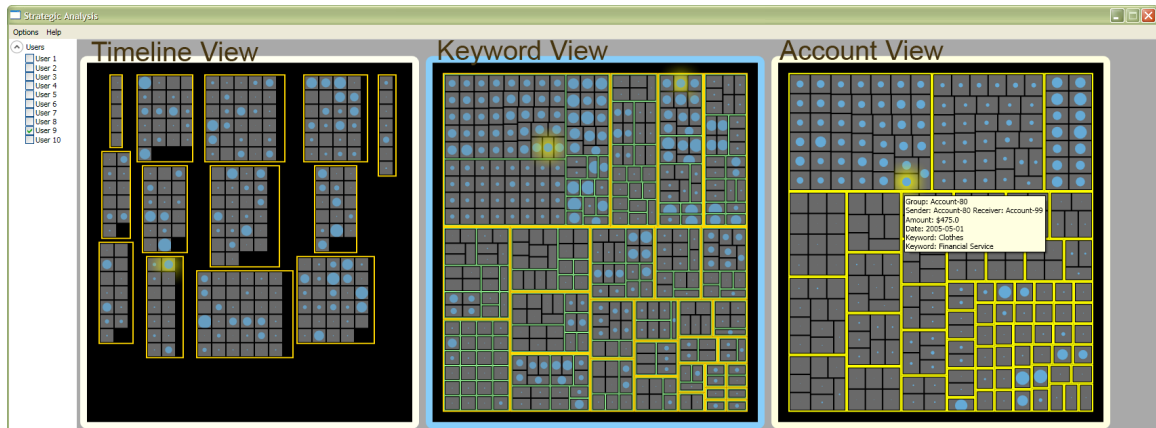 Strategic Analysis
Options Help
Users
User 1
User 2
User 3
User 4
User 5
User 6
User 7
User 8
User 9
User 10
Timeline View
Keyword View
Account View
Group: Account-80
Sender: Account-80 Receiver: Account-99
Amount: $475.0
Date: 2005-05-01
Keyword: Clothes
Keyword: Financial Service